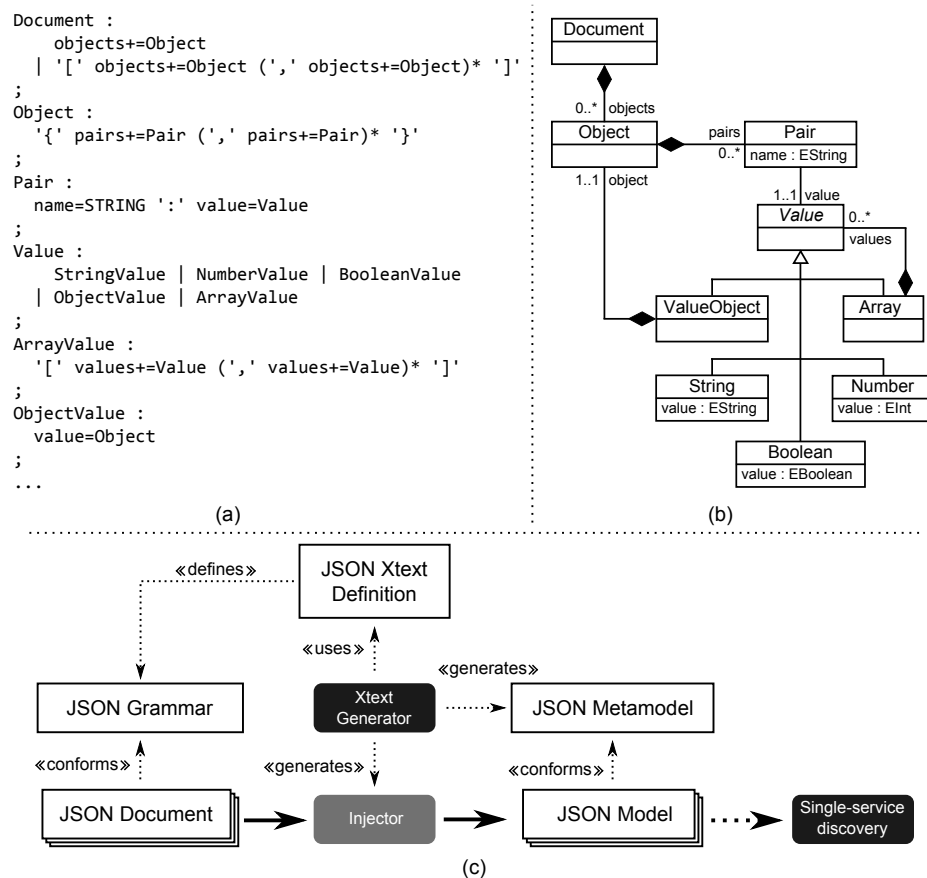 Document :
    objects+=Object
  | '[' objects+=Object (',' objects+=Object)* ']'
;
Object :
  '{' pairs+=Pair (',' pairs+=Pair)* '}'
;
Pair :
  name=STRING ':' value=Value
;
Value :
    StringValue | NumberValue | BooleanValue
  | ObjectValue | ArrayValue
;
ArrayValue :
  '[' values+=Value (',' values+=Value)* ']'
;
ObjectValue :
  value=Object
;
...
(a)
Document
0..* objects
Object
pairs
0..*
Pair
name : EString
1..1 object
1..1 value
Value
0..*
values
ValueObject
Array
String
value : EString
Number
value : EInt
Boolean
value : EBoolean
(b)
«defines»
JSON Xtext
Definition
«uses»
«generates»
JSON Grammar
Xtext
Generator
JSON Metamodel
«conforms»
«generates»
«conforms»
JSON Document
Injector
JSON Model
Single-service
discovery
(c)